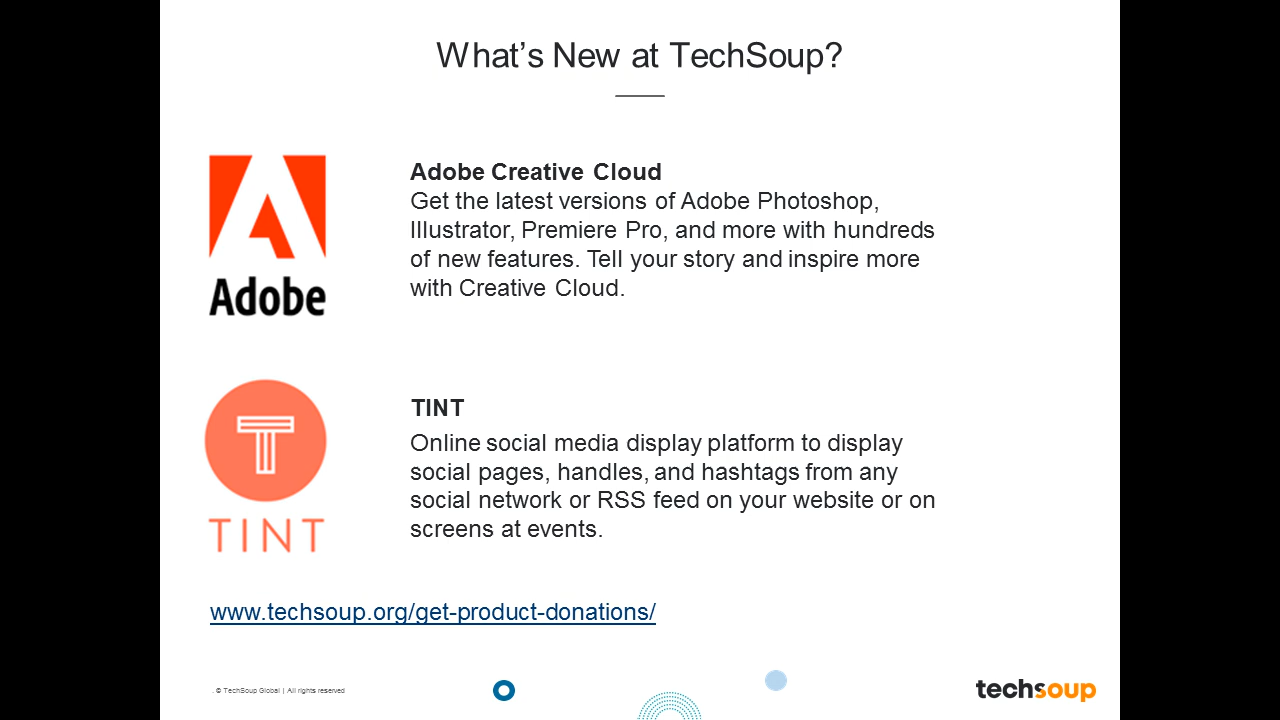 What's New at TechSoup?
Adobe
Adobe Creative Cloud
Get the latest versions of Adobe Photoshop,
Illustrator, Premiere Pro, and more with hundreds
of new features. Tell your story and inspire more
with Creative Cloud.
T
TINT
TINT
Online social media display platform to display
social pages, handles, and hashtags from any
social network or RSS feed on your website or on
screens at events.
www.techsoup.org/get-product-donations/
. © TechSoup Global | All rights reserved
techsoup